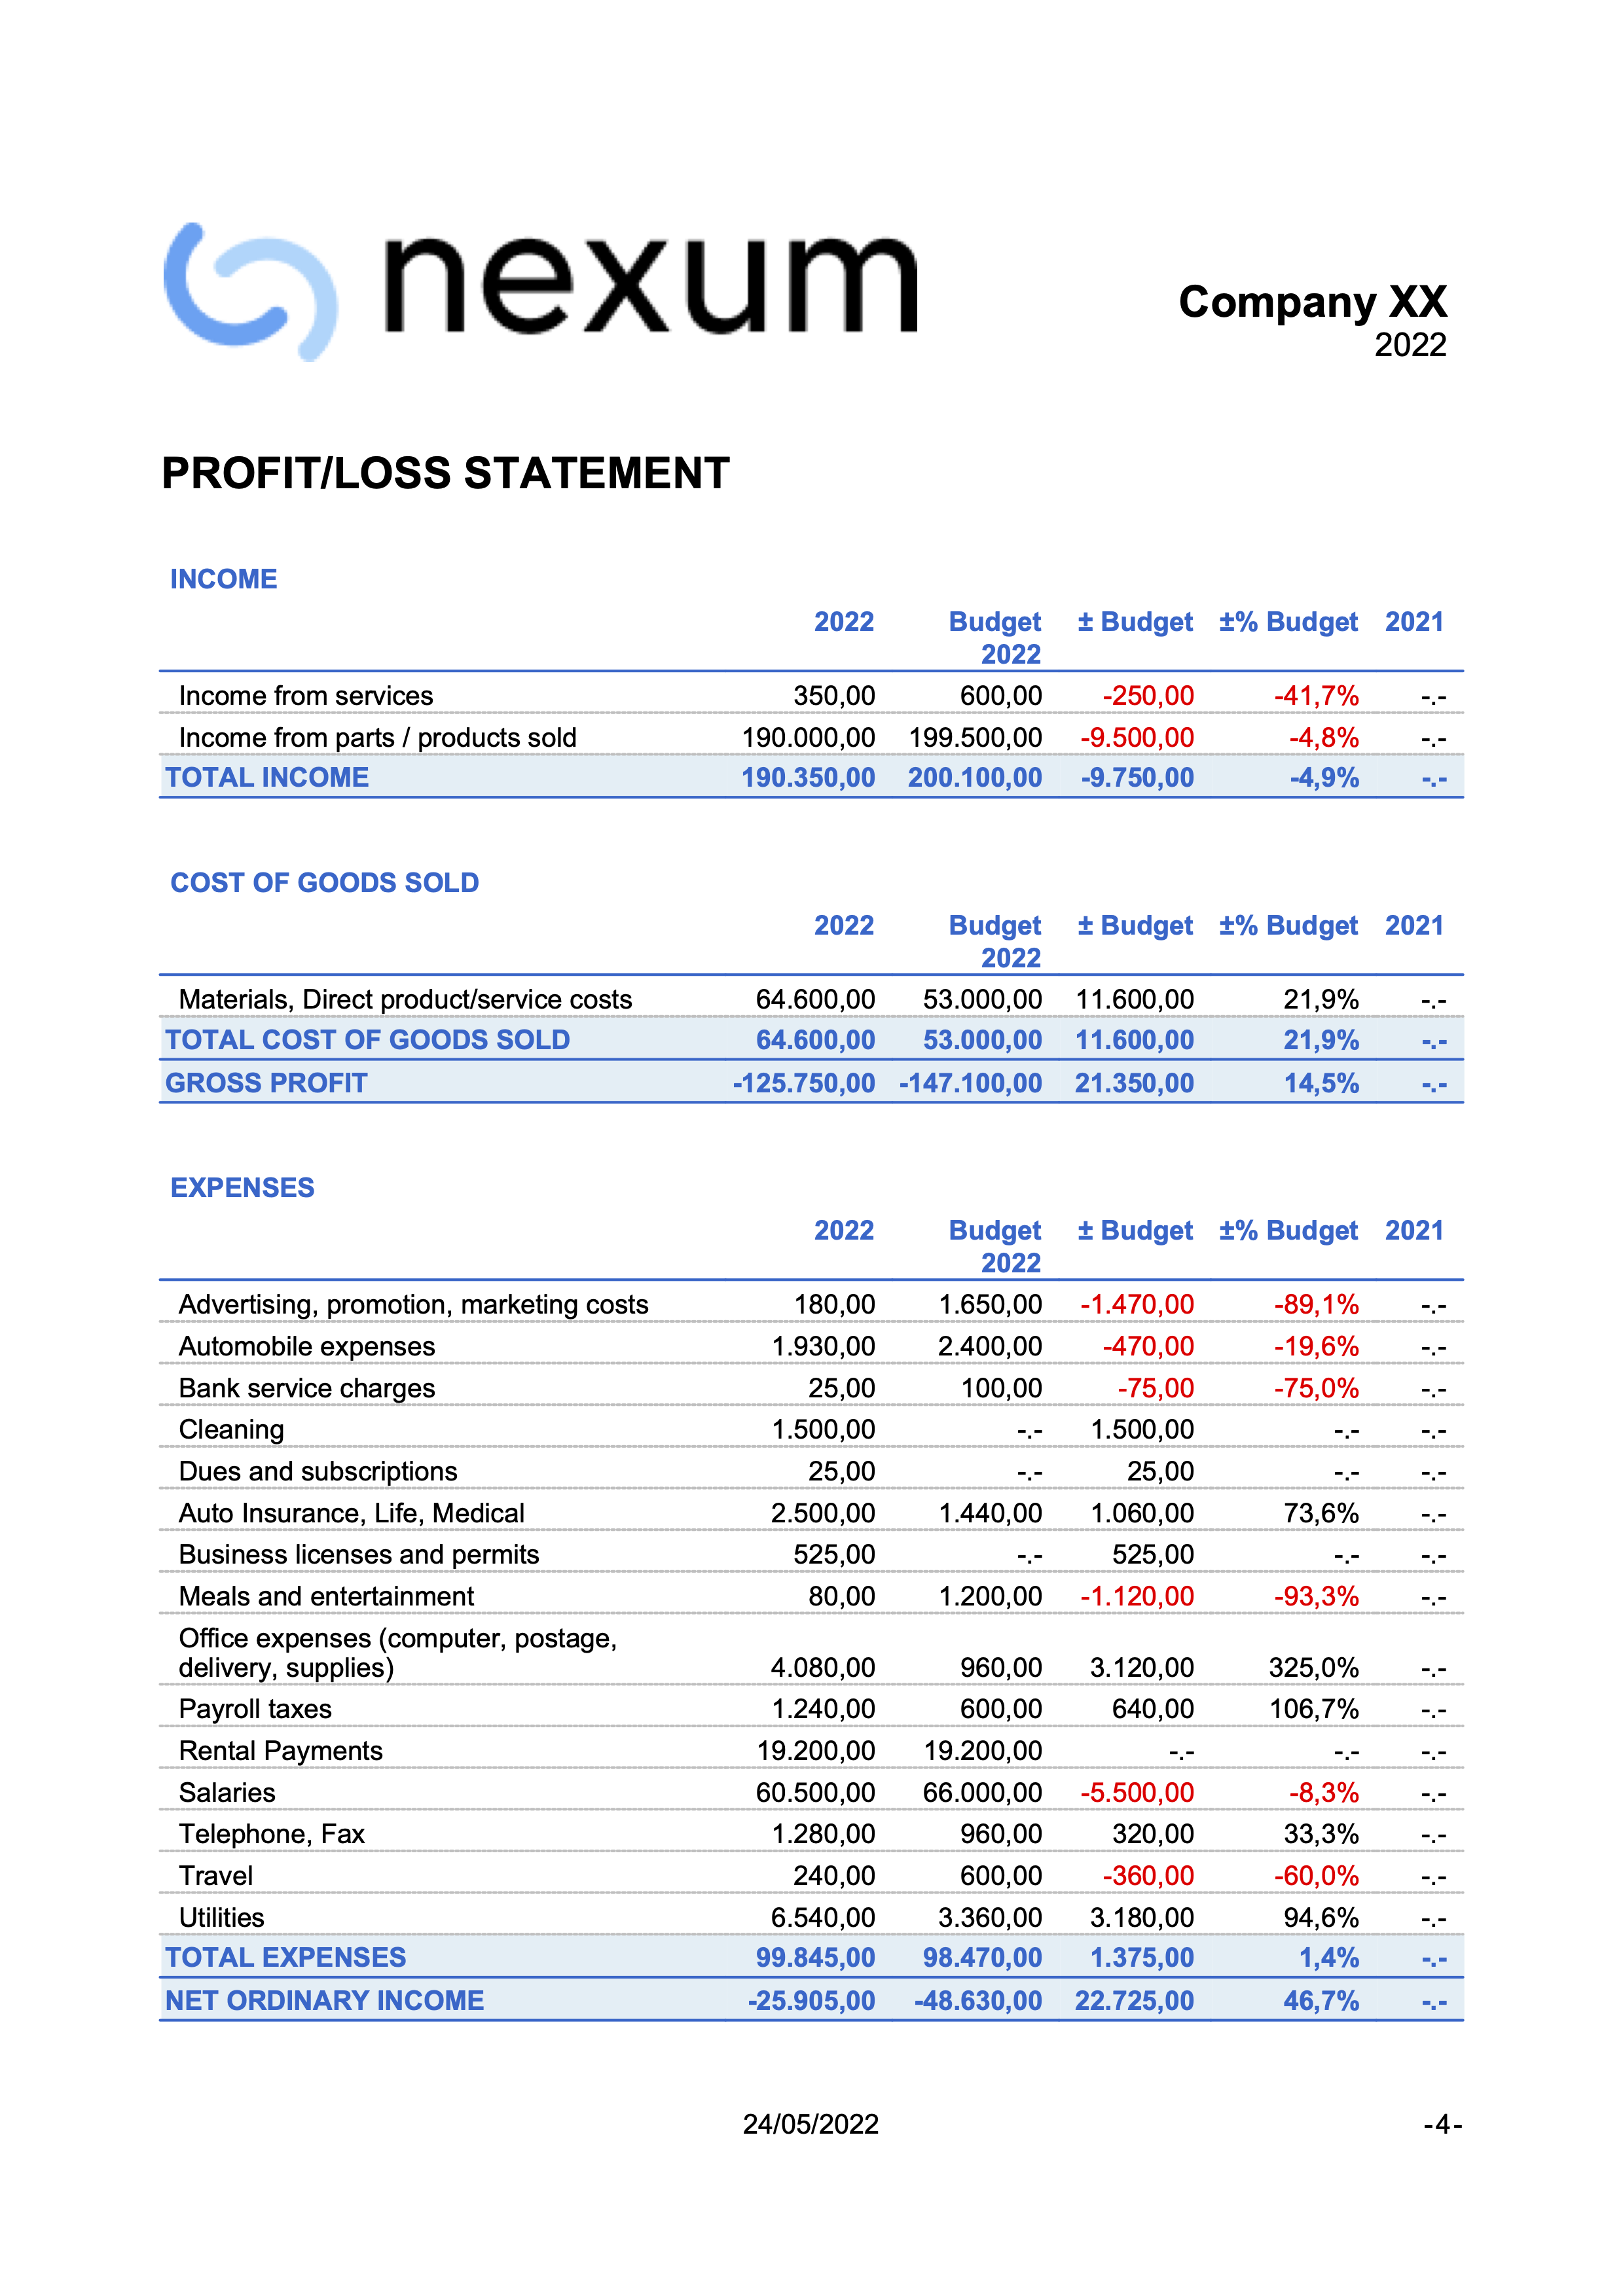 nexum
Company XX
2022
PROFIT/LOSS STATEMENT
INCOME
2022 Budget 2022 ± Budget ±% Budget 2021
Income from services 350,00 600,00 -250,00 -41,7% -.-
Income from parts / products sold 190.000,00 199.500,00 -9.500,00 -4,8% -.-
TOTAL INCOME 190.350,00 200.100,00 -9.750,00 -4,9% -.-
COST OF GOODS SOLD
2022 Budget 2022 ± Budget ±% Budget 2021
Materials, Direct product/service costs 64.600,00 53.000,00 11.600,00 21,9% -.-
TOTAL COST OF GOODS SOLD 64.600,00 53.000,00 11.600,00 21,9% -.-
GROSS PROFIT -125.750,00 -147.100,00 21.350,00 14,5% -.-
EXPENSES
2022 Budget 2022 ± Budget ±% Budget 2021
Advertising, promotion, marketing costs 180,00 1.650,00 -1.470,00 -89,1% -.-
Automobile expenses 1.930,00 2.400,00 -470,00 -19,6% -.-
Bank service charges 25,00 100,00 -75,00 -75,0% -.-
Cleaning 1.500,00 -.- 1.500,00 -.- -.-
Dues and subscriptions 25,00 -.- 25,00 -.- -.-
Auto Insurance, Life, Medical 2.500,00 1.440,00 1.060,00 73,6% -.-
Business licenses and permits 525,00 -.- 525,00 -.- -.-
Meals and entertainment 80,00 1.200,00 -1.120,00 -93,3% -.-
Office expenses (computer, postage,
delivery, supplies) 4.080,00 960,00 3.120,00 325,0% -.-
Payroll taxes 1.240,00 600,00 640,00 106,7% -.-
Rental Payments 19.200,00 19.200,00 -.- -.- -.-
Salaries 60.500,00 66.000,00 -5.500,00 -8,3% -.-
Telephone, Fax 1.280,00 960,00 320,00 33,3% -.-
Travel 240,00 600,00 -360,00 -60,0% -.-
Utilities 6.540,00 3.360,00 3.180,00 94,6% -.-
TOTAL EXPENSES 99.845,00 98.470,00 1.375,00 1,4% -.-
NET ORDINARY INCOME -25.905,00 -48.630,00 22.725,00 46,7% -.-
24/05/2022 -4-